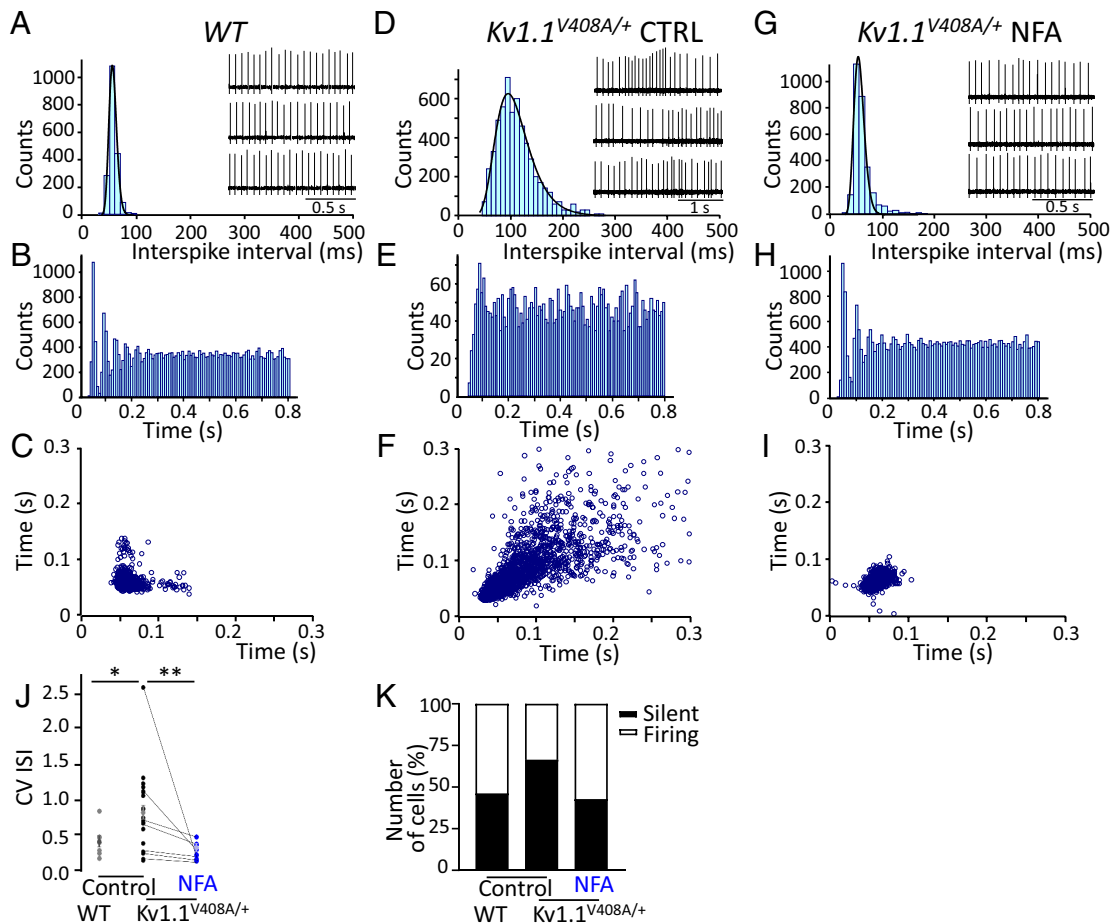 A WT
D Kv1.1V408A/+ CTRL
G Kv1.1V408A/+ NFA
Counts
1000
800
600
400
200
0
0.5 s
0 100 200 300 400 500
Interspike interval (ms)
Counts
600
400
200
0
1 s
0 100 200 300 400 500
Interspike interval (ms)
Counts
1000
800
600
400
200
0
0.5 s
0 100 200 300 400 500
Interspike interval (ms)
B
Counts
1000
800
600
400
200
0
0 0.2 0.4 0.6 0.8
Time (s)
E
Counts
60
40
20
0
0 0.2 0.4 0.6 0.8
Time (s)
H
Counts
1000
800
600
400
200
0
0 0.2 0.4 0.6 0.8
Time (s)
C
Time (s)
0.3
0.2
0.1
0
0 0.1 0.2 0.3
Time (s)
F
Time (s)
0.3
0.2
0.1
0
0 0.1 0.2 0.3
Time (s)
I
Time (s)
0.3
0.2
0.1
0
0 0.1 0.2 0.3
Time (s)
J
* **
CV ISI
2.5
2.0
1.5
1.0
0.5
0.0
Control NFA
WT Kv1.1V408A/+
K
Number
of cells (%)
100
75
50
25
0
Silent
Firing
Control NFA
WT Kv1.1V408A/+